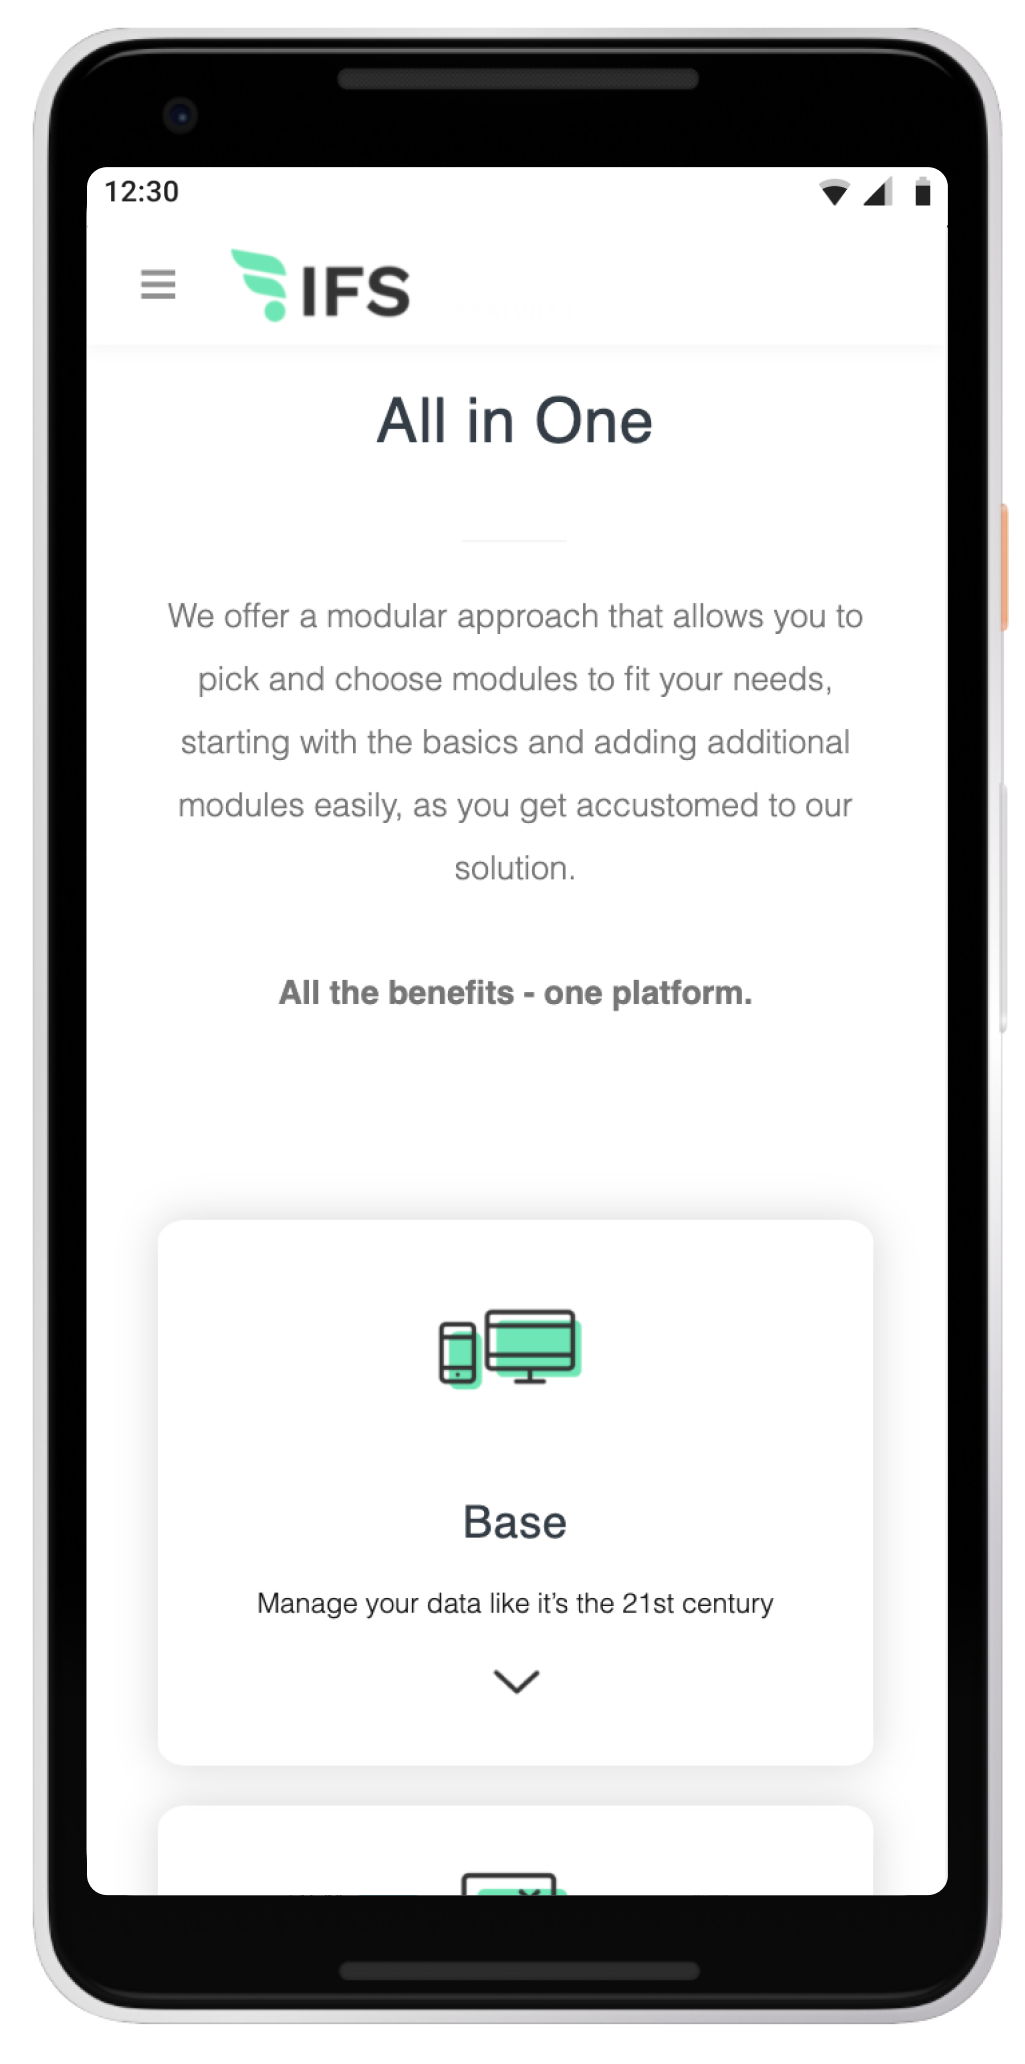 12:30
IFS
All in One
We offer a modular approach that allows you to
pick and choose modules to fit your needs,
starting with the basics and adding additional
modules easily, as you get accustomed to our
solution.
All the benefits - one platform.
Base
Manage your data like it's the 21st century